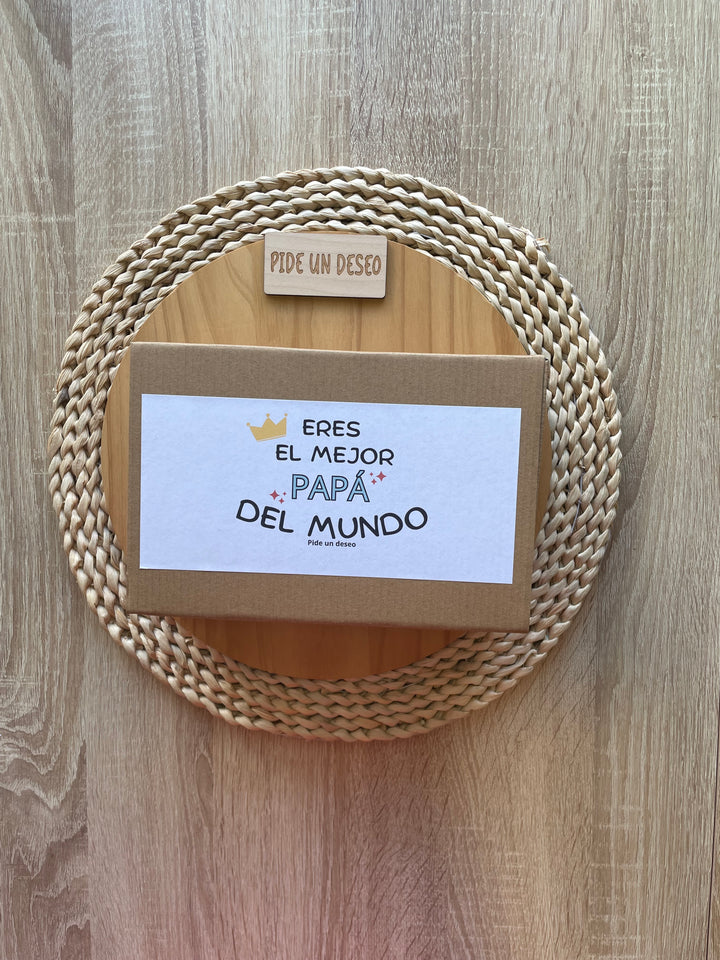 PIDE UN DESEO
ERES
EL MEJOR
PAPÁ
DEL MUNDO
Pide un deseo